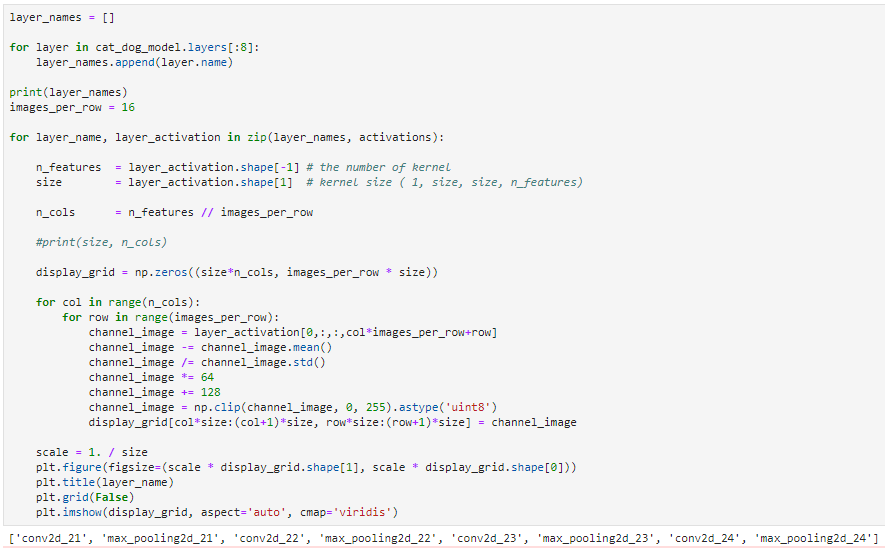 layer_names = []
for layer in cat_dog_model.layers[:8]:
    layer_names.append(layer.name)
print(layer_names)
images_per_row = 16
for layer_name, layer_activation in zip(layer_names, activations):
    n_features  = layer_activation.shape[-1] # the number of kernel
    size        = layer_activation.shape[1]  # kernel size ( 1, size, size, n_features)
    n_cols      = n_features // images_per_row
    #print(size, n_cols)
    display_grid = np.zeros((size*n_cols, images_per_row * size))
    for col in range(n_cols):
        for row in range(images_per_row):
            channel_image = layer_activation[0,:,:,col*images_per_row+row]
            channel_image -= channel_image.mean()
            channel_image /= channel_image.std()
            channel_image *= 64
            channel_image += 128
            channel_image = np.clip(channel_image, 0, 255).astype('uint8')
            display_grid[col*size:(col+1)*size, row*size:(row+1)*size] = channel_image
    scale = 1. / size
    plt.figure(figsize=(scale * display_grid.shape[1], scale * display_grid.shape[0]))
    plt.title(layer_name)
    plt.grid(False)
    plt.imshow(display_grid, aspect='auto', cmap='viridis')
['conv2d_21', 'max_pooling2d_21', 'conv2d_22', 'max_pooling2d_22', 'conv2d_23', 'max_pooling2d_23', 'conv2d_24', 'max_pooling2d_24']